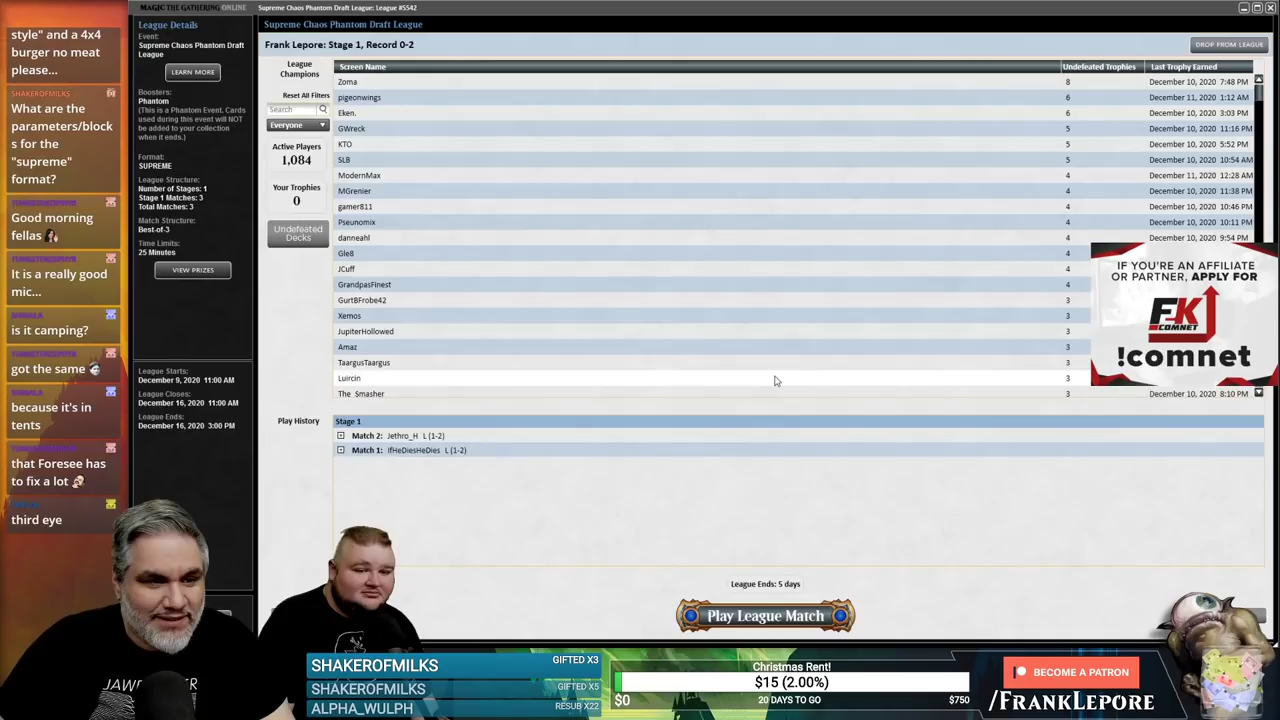 MAGIC THE GATHERING ONLINE
Supreme Chaos Phantom Draft League: League #5542
style" and a 4x4
burger no meat
please...
SHAKEROFMILKS
What are the
parameters/block
s for the
"supreme"
format?
Good morning
fellas
It is a really good
mic...
is it camping?
got the same
because it's in
tents
that Foresee has
to fix a lot
third eye
League Details
Event:
Supreme Chaos Phantom Draft
League
LEARN MORE
Boosters:
Phantom
(This is a Phantom Event. Cards
used during this event will NOT
be added to your collection
when it ends.)
Format:
SUPREME
League Structure:
Number of Stages: 1
Stage 1 Matches: 3
Total Matches: 3
Match Structure:
Best-of-3
Time Limits:
25 Minutes
VIEW PRIZES
League Starts:
December 9, 2020 11:00 AM
League Closes:
December 16, 2020 11:00 AM
League Ends:
December 16, 2020 3:00 PM
Supreme Chaos Phantom Draft League
Frank Lepore: Stage 1, Record 0-2
DROP FROM LEAGUE
League
Champions
Reset All Filters
Search
Everyone
Active Players
1,084
Your Trophies
0
Undefeated
Decks
Screen Name Undefeated Trophies Last Trophy Earned
Zoma 8 December 10, 2020 7:48 PM
pigeonwings 6 December 11, 2020 1:12 AM
Eken. 6 December 10, 2020 3:03 PM
GWreck 5 December 10, 2020 11:16 PM
KTO 5 December 10, 2020 5:52 PM
SLB 5 December 10, 2020 10:54 AM
ModernMax 4 December 11, 2020 12:28 AM
MGrenier 4 December 10, 2020 11:38 PM
gamer811 4 December 10, 2020 10:46 PM
Pseunomix 4 December 10, 2020 10:11 PM
danneahl 4 December 10, 2020 9:54 PM
Gle8 4
JCuff 4
GrandpasFinest 4
GurtBFrobe42 3
Xemos 3
JupiterHollowed 3
Amaz 3
TaargusTaargus 3
Luircin 3
The_Smasher 3 December 10, 2020 8:10 PM
IF YOU'RE AN AFFILIATE
OR PARTNER, APPLY FOR
F2K
COMNET
!comnet
Play History
Stage 1
Match 2: Jethro_H L (1-2)
Match 1: IfHeDiesHeDies L (1-2)
League Ends: 5 days
Play League Match
SHAKEROFMILKS GIFTED X3
SHAKEROFMILKS GIFTED X5
ALPHA_WULPH RESUB X22
Christmas Rent!
$15 (2.00%)
$0 20 DAYS TO GO $750
BECOME A PATRON
/FRANKLEPORE